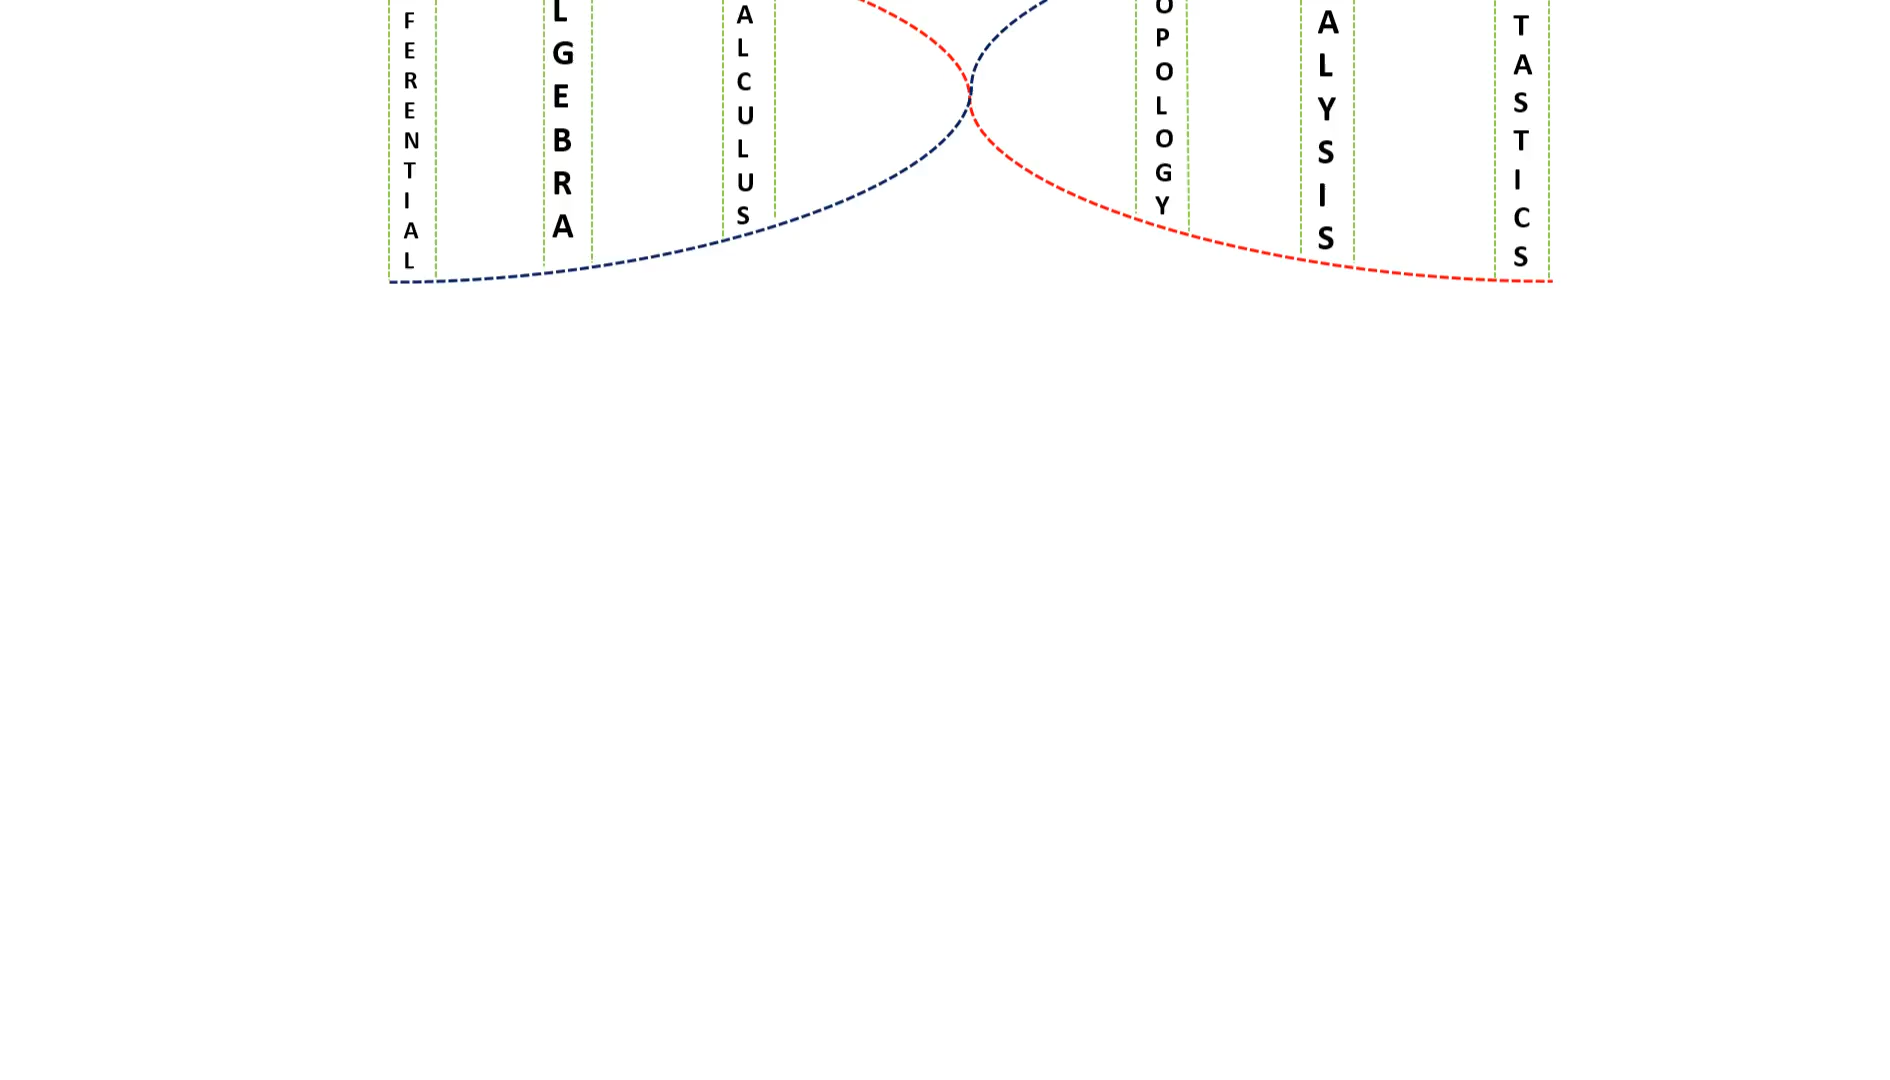 FERENTIAL
LGEBRA
ALCULUS
OPOLOGY
ALYSIS
TASTICS